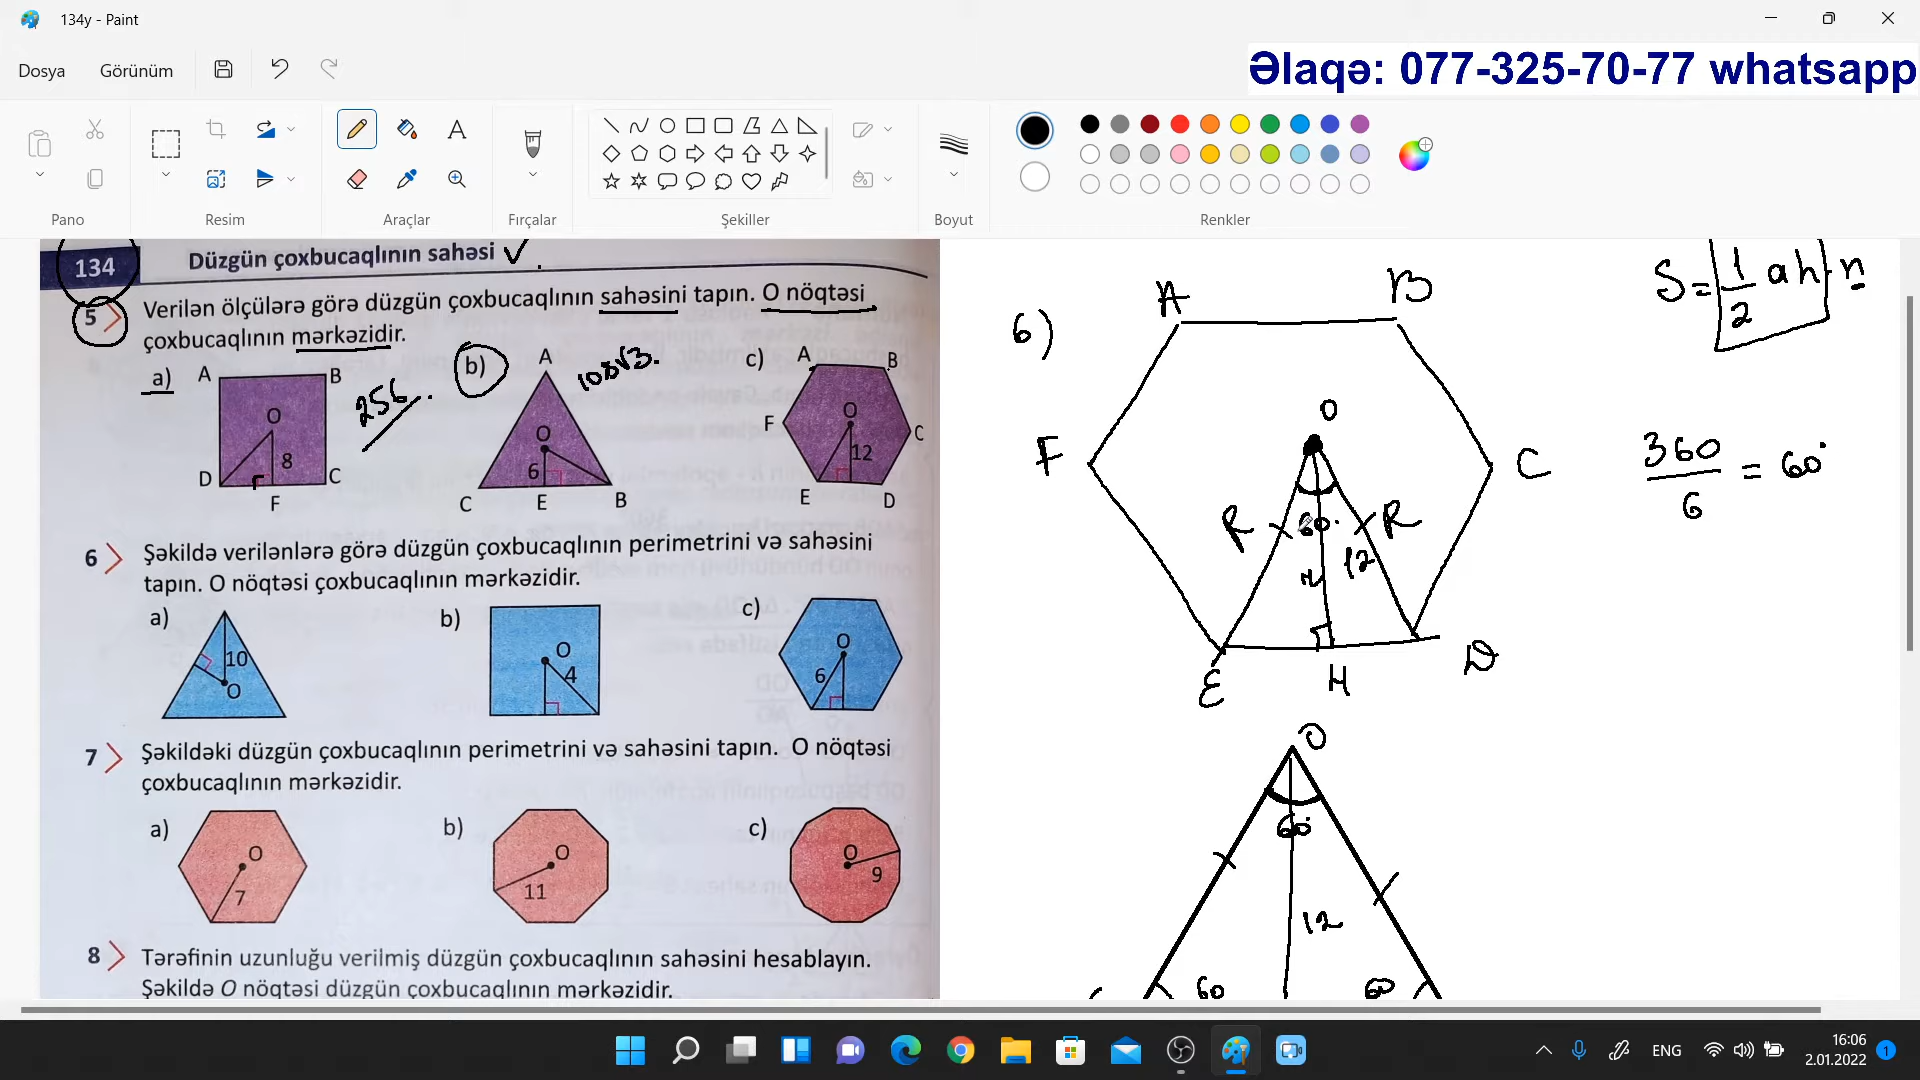 134y - Paint
Dosya Görünüm
Əlaqə: 077-325-70-77 whatsapp
Pano Resim Araçlar Fırçalar Şekiller Boyut Renkler
134 Düzgün çoxbucaqlının sahəsi
5 Verilən ölçülərə görə düzgün çoxbucaqlının sahəsini tapın. O nöqtəsi
çoxbucaqlının mərkəzidir.
a) A B O 8 D F C 256
b) A O 6 C E B 108√3.
c) A B F O C 12 E D
6 Şəkildə verilənlərə görə düzgün çoxbucaqlının perimetrini və sahəsini
tapın. O nöqtəsi çoxbucaqlının mərkəzidir.
a) 10 O
b) O 4
c) O 6
7 Şəkildəki düzgün çoxbucaqlının perimetrini və sahəsini tapın. O nöqtəsi
çoxbucaqlının mərkəzidir.
a) O 7
b) O 11
c) O 9
8 Tərəfinin uzunluğu verilmiş düzgün çoxbucaqlının sahəsini hesablayın.
Şəkildə O nöqtəsi düzgün çoxbucaqlının mərkəzidir.
S = 1/2 ah · n
6) A B
O
F C
360/6 = 60°
R 60° R
12
E H D
O
60°
12
60 60
ENG
16:06
2.01.2022
1